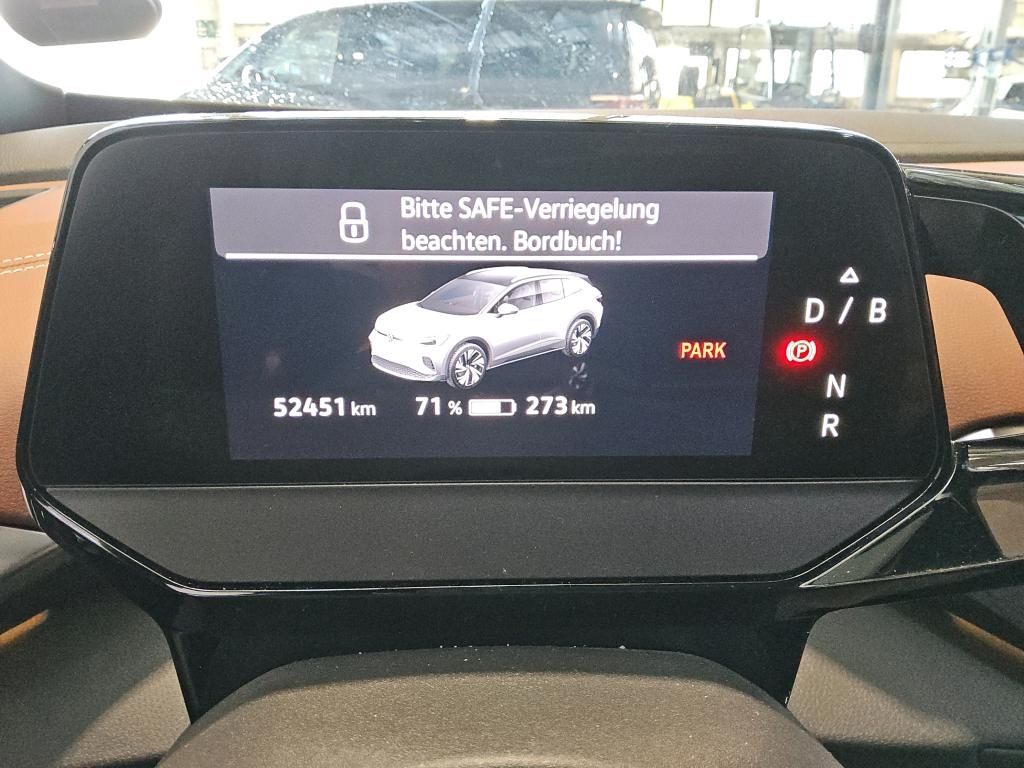 Bitte SAFE-Verriegelung
beachten. Bordbuch!
D / B
PARK
P
N
R
52451 km 71 % 273 km